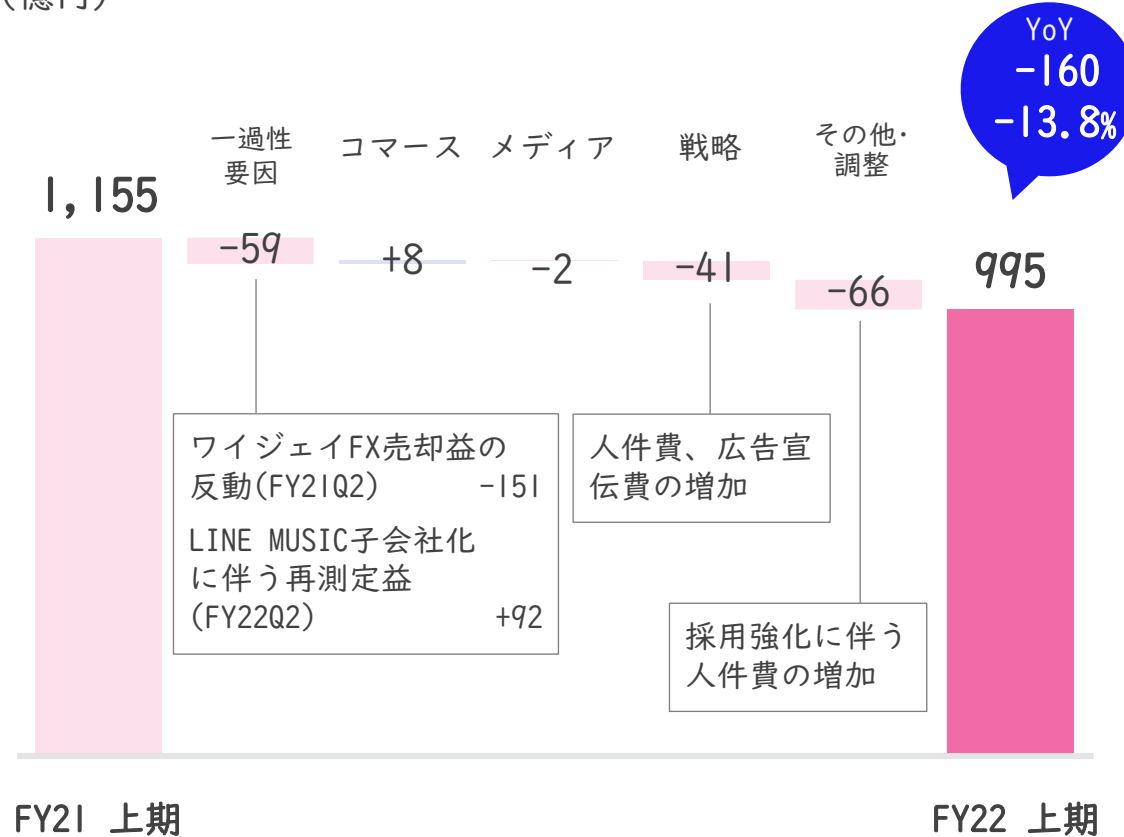 (億円)
YoY
-160
-13.8%
一過性
要因
コマース
メディア
戦略
その他・
調整
1,155
-59
+8
-2
-41
-66
995
ワイジェイFX売却益の
反動(FY21Q2) -151
LINE MUSIC子会社化
に伴う再測定益
(FY22Q2) +92
人件費、広告宣
伝費の増加
採用強化に伴う
人件費の増加
FY21 上期
FY22 上期